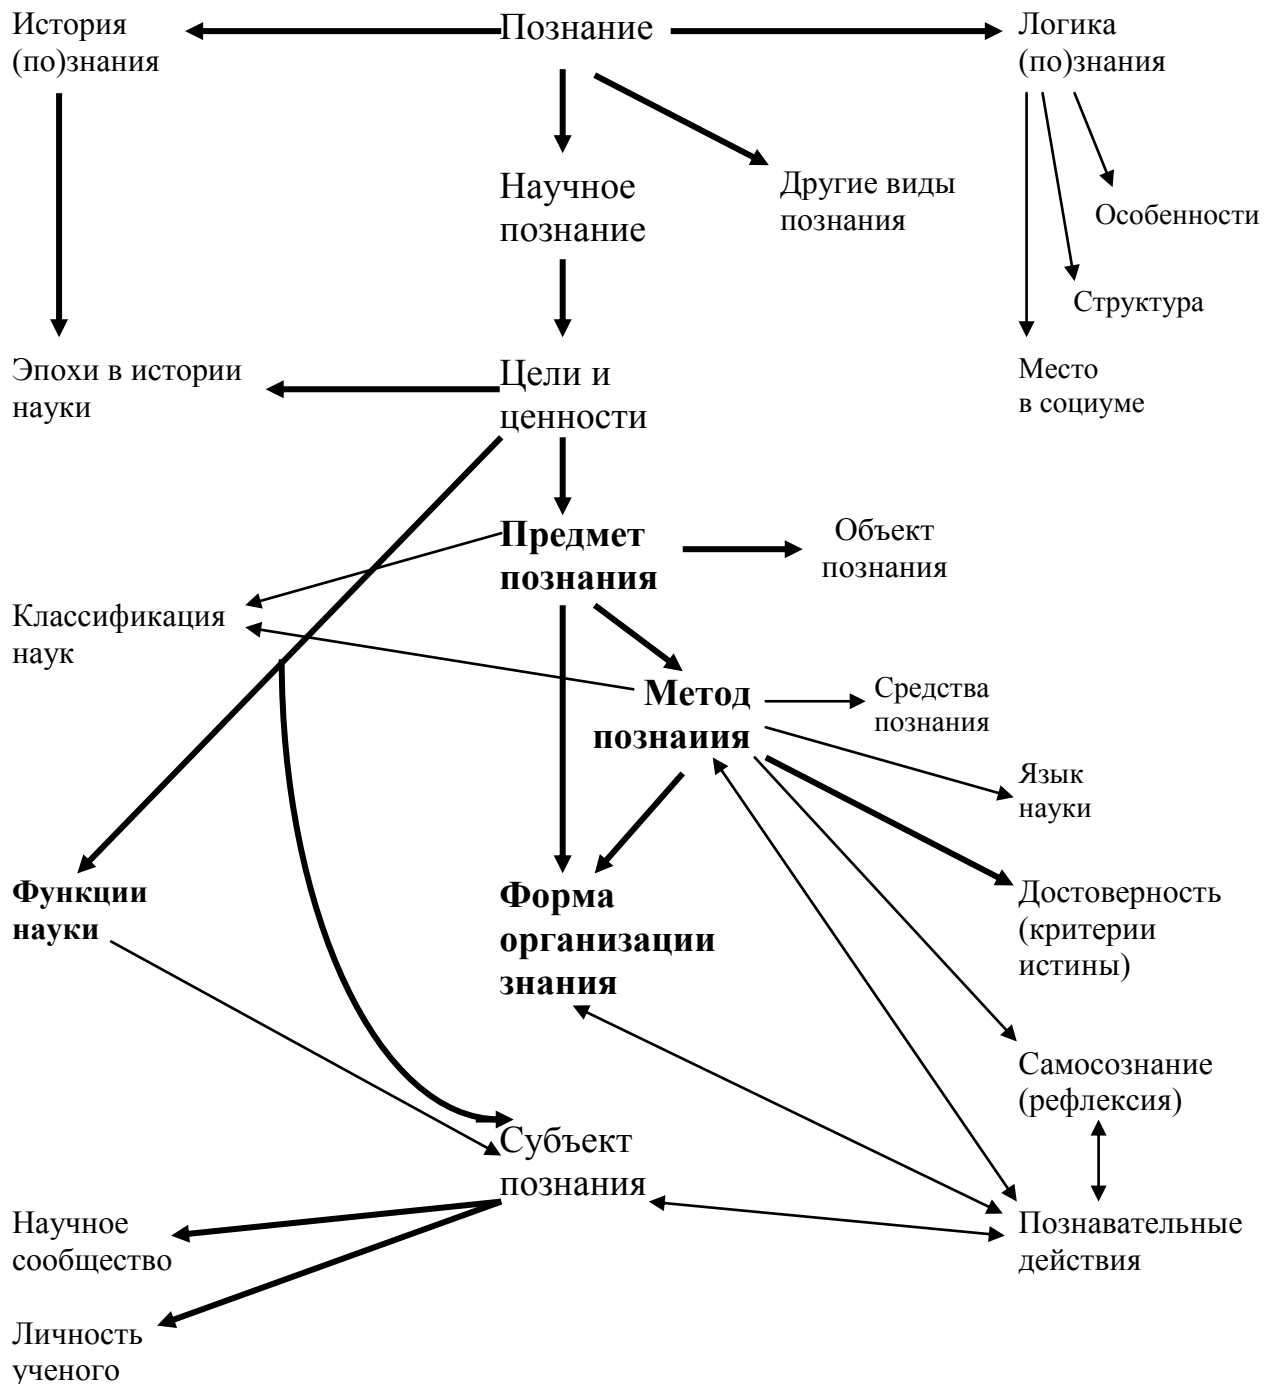 История
(по)знания
Познание
Логика
(по)знания
Научное
познание
Другие виды
познания
Особенности
Структура
Эпохи в истории
науки
Цели и
ценности
Место
в социуме
Предмет
познания
Объект
познания
Классификация
наук
Метод
познаиия
Средства
познания
Язык
науки
Функции
науки
Форма
организации
знания
Достоверность
(критерии
истины)
Самосознание
(рефлексия)
Субъект
познания
Научное
сообщество
Познавательные
действия
Личность
ученого